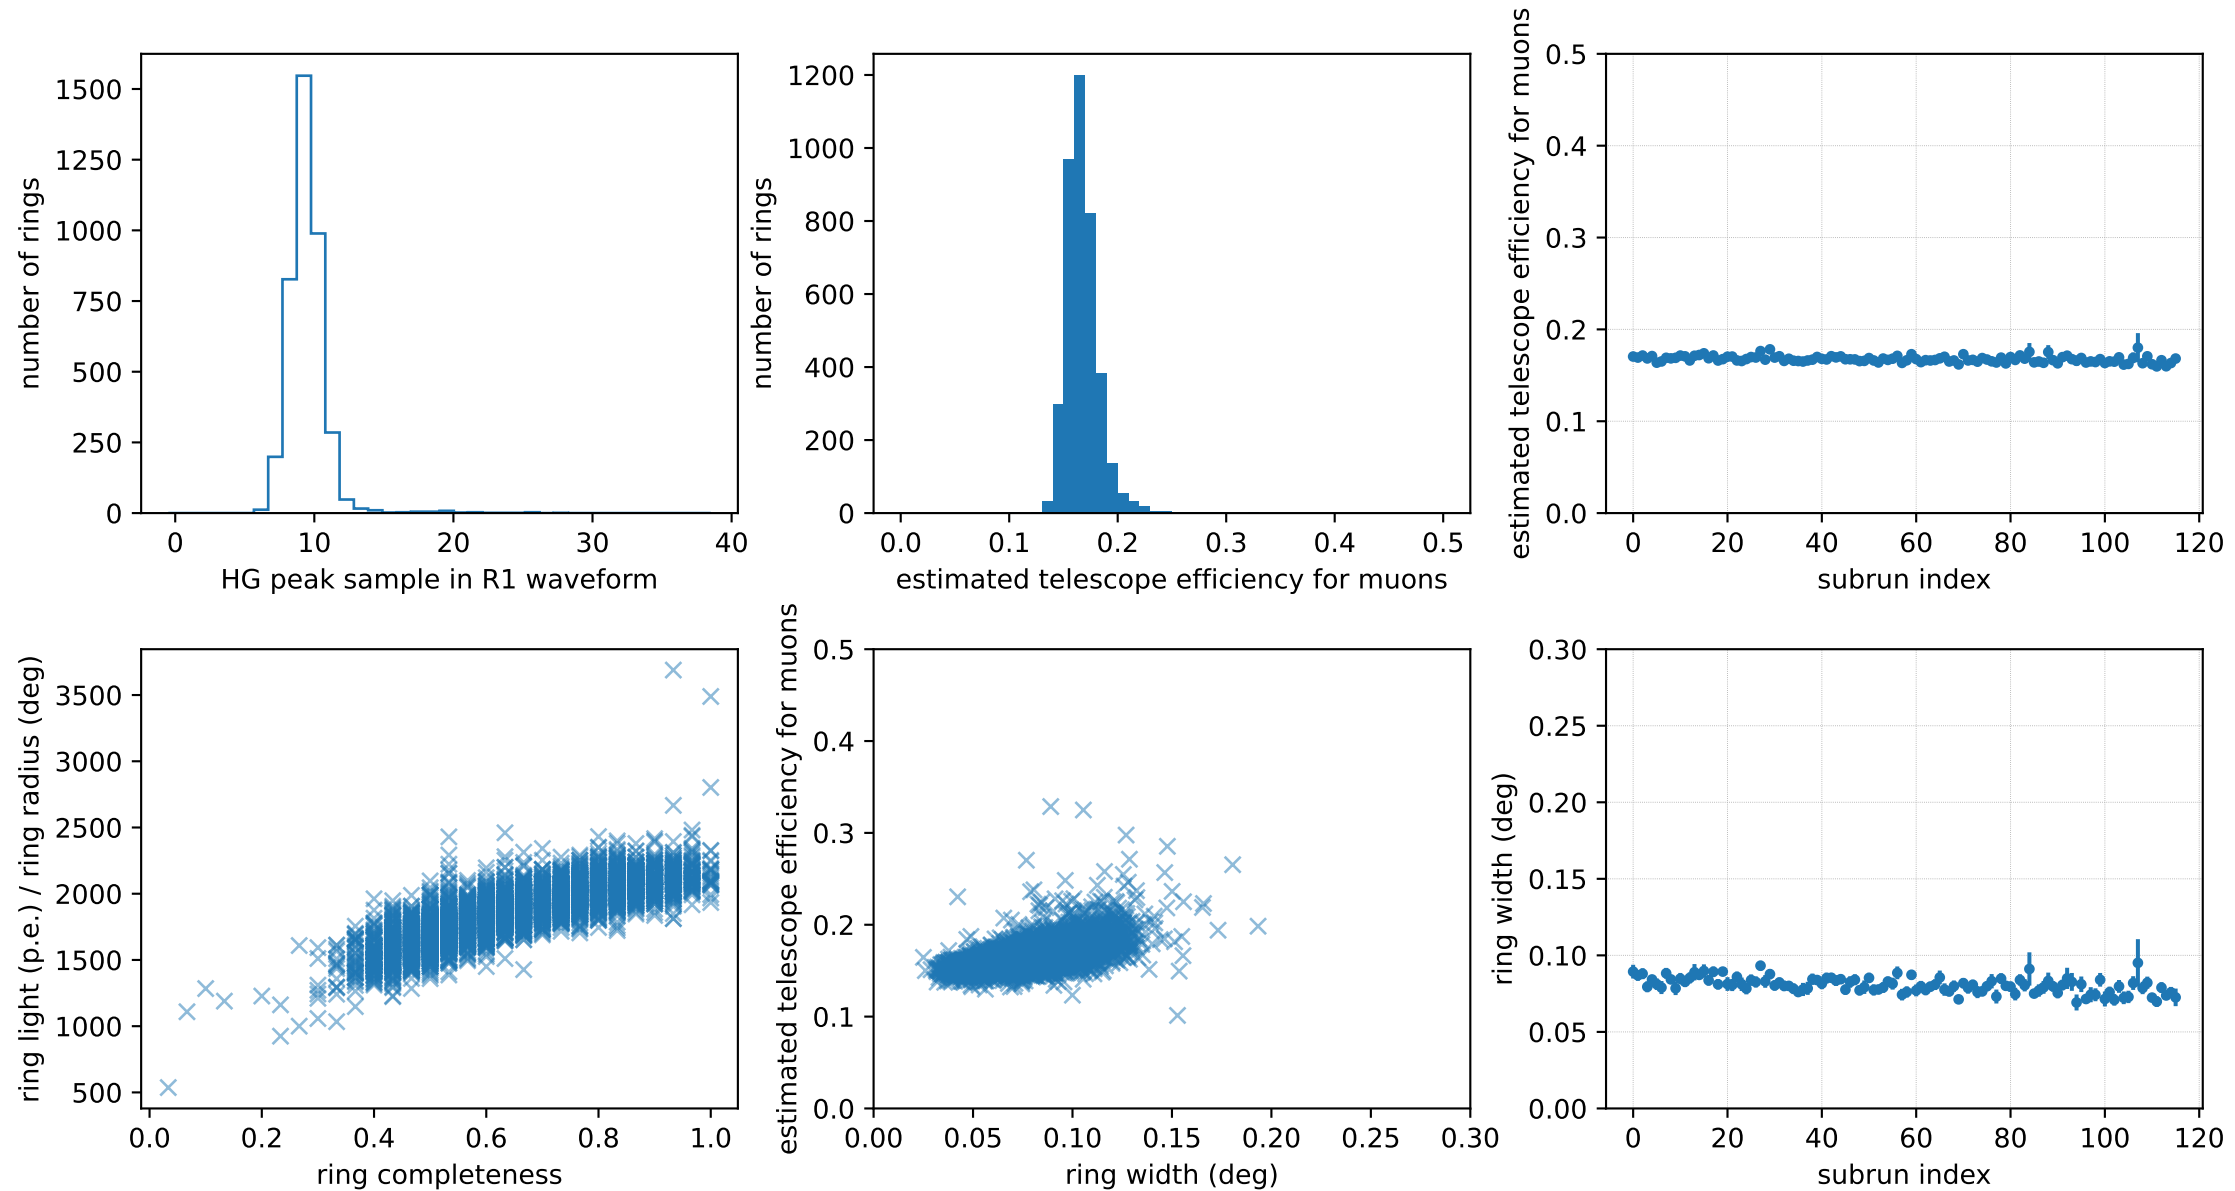 number of rings
1500
1250
1000
750
500
250
0
0 10 20 30 40
HG peak sample in R1 waveform
number of rings
1200
1000
800
600
400
200
0
0.0 0.1 0.2 0.3 0.4 0.5
estimated telescope efficiency for muons
estimated telescope efficiency for muons
0.5
0.4
0.3
0.2
0.1
0.0
0 20 40 60 80 100 120
subrun index
ring light (p.e.) / ring radius (deg)
3500
3000
2500
2000
1500
1000
500
0.0 0.2 0.4 0.6 0.8 1.0
ring completeness
estimated telescope efficiency for muons
0.5
0.4
0.3
0.2
0.1
0.0
0.00 0.05 0.10 0.15 0.20 0.25 0.30
ring width (deg)
ring width (deg)
0.30
0.25
0.20
0.15
0.10
0.05
0.00
0 20 40 60 80 100 120
subrun index